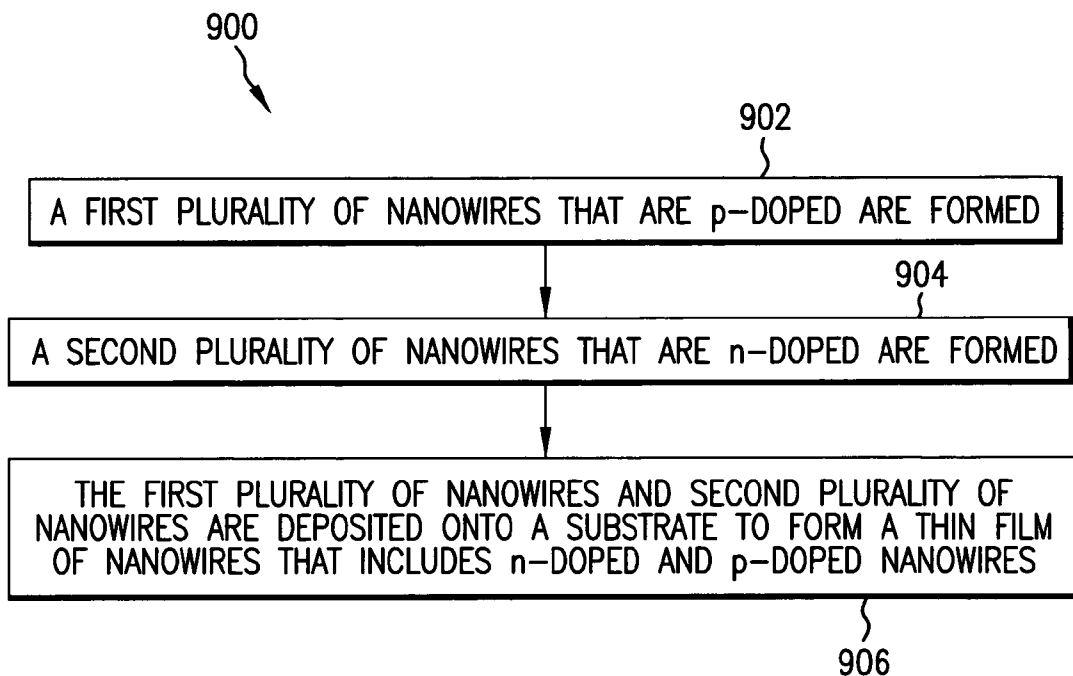 900
902
A FIRST PLURALITY OF NANOWIRES THAT ARE p-DOPED ARE FORMED
904
A SECOND PLURALITY OF NANOWIRES THAT ARE n-DOPED ARE FORMED
THE FIRST PLURALITY OF NANOWIRES AND SECOND PLURALITY OF
NANOWIRES ARE DEPOSITED ONTO A SUBSTRATE TO FORM A THIN FILM
OF NANOWIRES THAT INCLUDES n-DOPED AND p-DOPED NANOWIRES
906